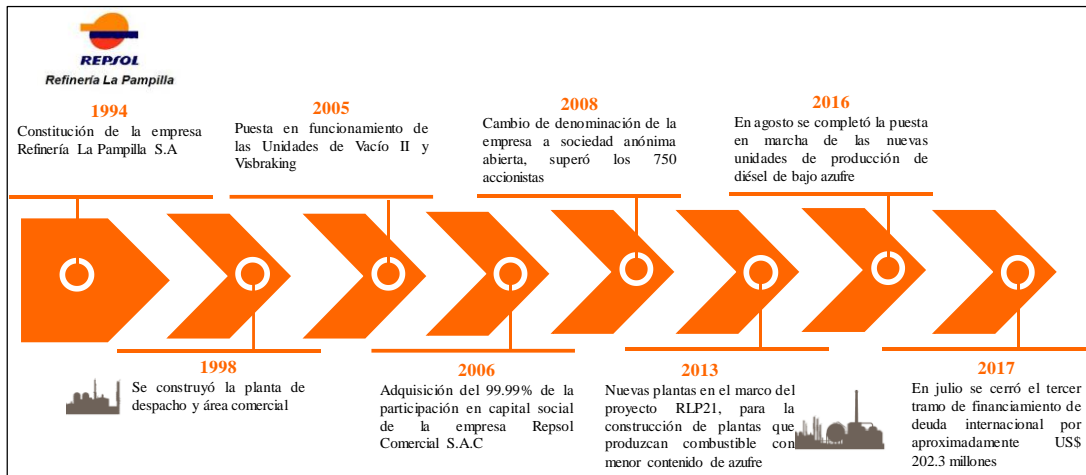 REPSOL
Refinería La Pampilla
1994
Constitución de la empresa
Refinería La Pampilla S.A
2005
Puesta en funcionamiento de
las Unidades de Vacío II y
Visbraking
2008
Cambio de denominación de la
empresa a sociedad anónima
abierta, superó los 750
accionistas
2016
En agosto se completó la puesta
en marcha de las nuevas
unidades de producción de
diésel de bajo azufre
1998
Se construyó la planta de
despacho y área comercial
2006
Adquisición del 99.99% de la
participación en capital social
de la empresa Repsol
Comercial S.A.C
2013
Nuevas plantas en el marco del
proyecto RLP21, para la
construcción de plantas que
produzcan combustible con
menor contenido de azufre
2017
En julio se cerró el tercer
tramo de financiamiento de
deuda internacional por
aproximadamente US$
202.3 millones